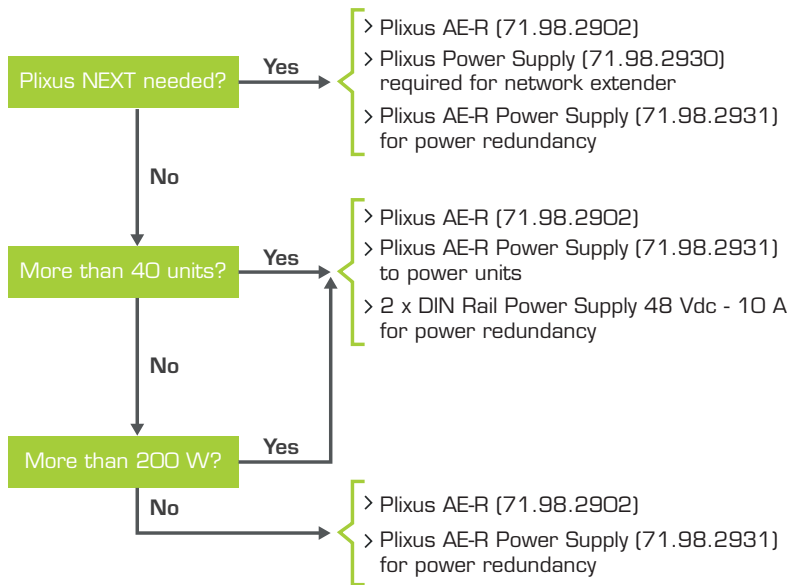 Plixus NEXT needed?
Yes
> Plixus AE-R (71.98.2902)
> Plixus Power Supply (71.98.2930)
required for network extender
> Plixus AE-R Power Supply (71.98.2931)
for power redundancy
No
More than 40 units?
Yes
> Plixus AE-R (71.98.2902)
> Plixus AE-R Power Supply (71.98.2931)
to power units
> 2 x DIN Rail Power Supply 48 Vdc - 10 A
for power redundancy
No
More than 200 W?
Yes
No
> Plixus AE-R (71.98.2902)
> Plixus AE-R Power Supply (71.98.2931)
for power redundancy